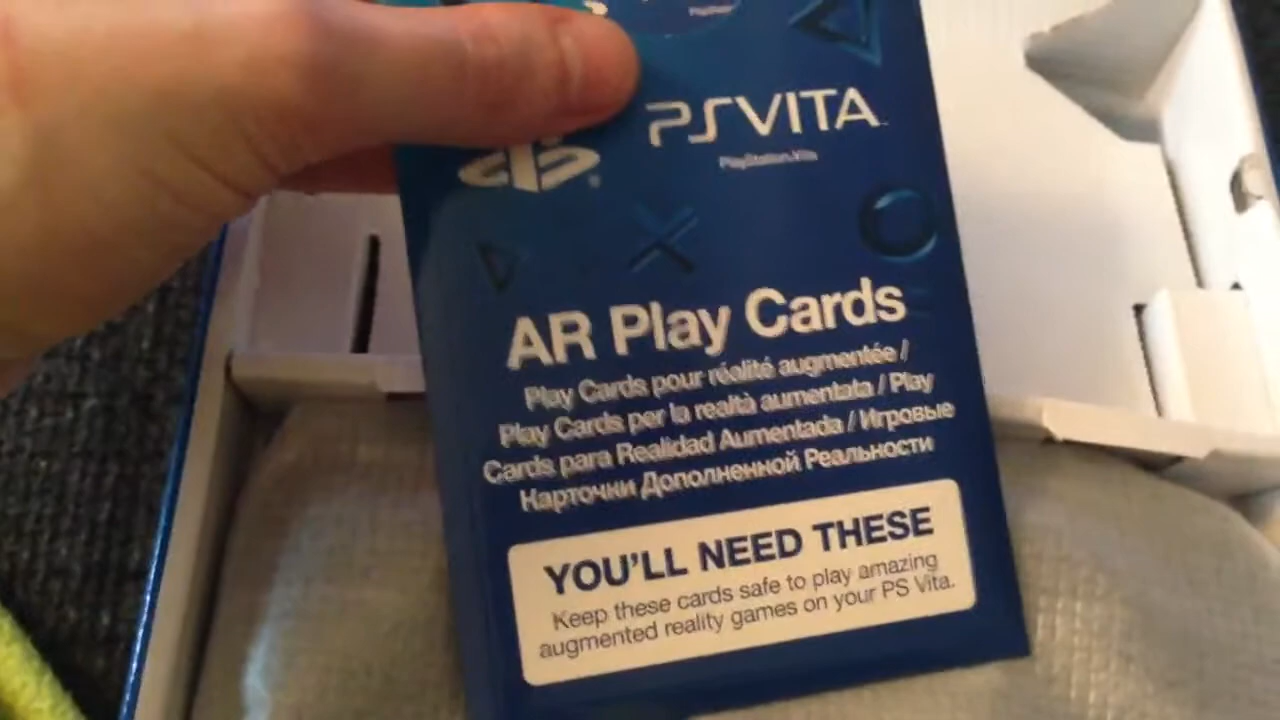 PSVITA
PlayStation.Vita
AR Play Cards
Play Cards pour réalité augmentée /
Play Cards per la realtà aumentata / Play
Cards para Realidad Aumentada / Игровые
Карточки Дополненной Реальности
YOU'LL NEED THESE
Keep these cards safe to play amazing
augmented reality games on your PS Vita.